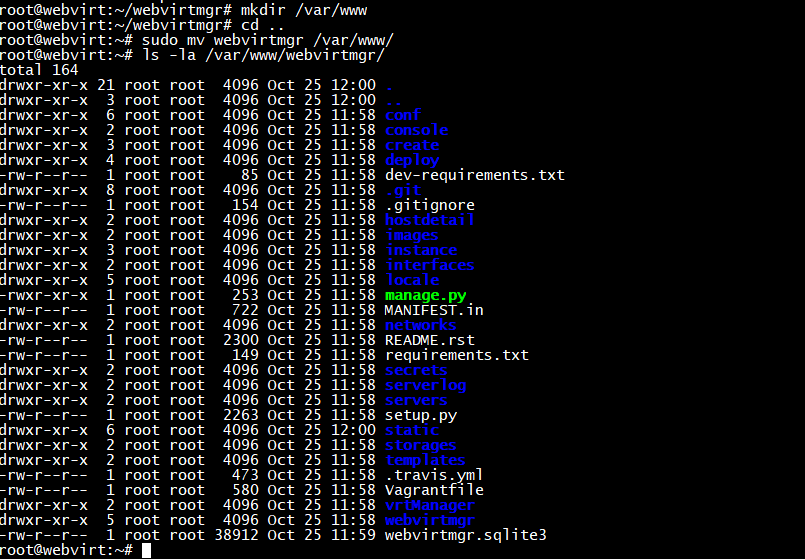 root@webvirt:~/webvirtmgr# mkdir /var/www
root@webvirt:~/webvirtmgr# cd ..
root@webvirt:~# sudo mv webvirtmgr /var/www/
root@webvirt:~# ls -la /var/www/webvirtmgr/
total 164
drwxr-xr-x 21 root root  4096 Oct 25 12:00 .
drwxr-xr-x  3 root root  4096 Oct 25 12:00 ..
drwxr-xr-x  6 root root  4096 Oct 25 11:58 conf
drwxr-xr-x  2 root root  4096 Oct 25 11:58 console
drwxr-xr-x  3 root root  4096 Oct 25 11:58 create
drwxr-xr-x  4 root root  4096 Oct 25 11:58 deploy
-rw-r--r--  1 root root    85 Oct 25 11:58 dev-requirements.txt
drwxr-xr-x  8 root root  4096 Oct 25 11:58 .git
-rw-r--r--  1 root root   154 Oct 25 11:58 .gitignore
drwxr-xr-x  2 root root  4096 Oct 25 11:58 hostdetail
drwxr-xr-x  2 root root  4096 Oct 25 11:58 images
drwxr-xr-x  3 root root  4096 Oct 25 11:58 instance
drwxr-xr-x  2 root root  4096 Oct 25 11:58 interfaces
drwxr-xr-x  5 root root  4096 Oct 25 11:58 locale
-rwxr-xr-x  1 root root   253 Oct 25 11:58 manage.py
-rw-r--r--  1 root root   722 Oct 25 11:58 MANIFEST.in
drwxr-xr-x  2 root root  4096 Oct 25 11:58 networks
-rw-r--r--  1 root root  2300 Oct 25 11:58 README.rst
-rw-r--r--  1 root root   149 Oct 25 11:58 requirements.txt
drwxr-xr-x  2 root root  4096 Oct 25 11:58 secrets
drwxr-xr-x  2 root root  4096 Oct 25 11:58 serverlog
drwxr-xr-x  2 root root  4096 Oct 25 11:58 servers
-rw-r--r--  1 root root  2263 Oct 25 11:58 setup.py
drwxr-xr-x  6 root root  4096 Oct 25 12:00 static
drwxr-xr-x  2 root root  4096 Oct 25 11:58 storages
drwxr-xr-x  2 root root  4096 Oct 25 11:58 templates
-rw-r--r--  1 root root   473 Oct 25 11:58 .travis.yml
-rw-r--r--  1 root root   580 Oct 25 11:58 Vagrantfile
drwxr-xr-x  2 root root  4096 Oct 25 11:58 vrtManager
drwxr-xr-x  5 root root  4096 Oct 25 11:58 webvirtmgr
-rw-r--r--  1 root root 38912 Oct 25 11:59 webvirtmgr.sqlite3
root@webvirt:~#